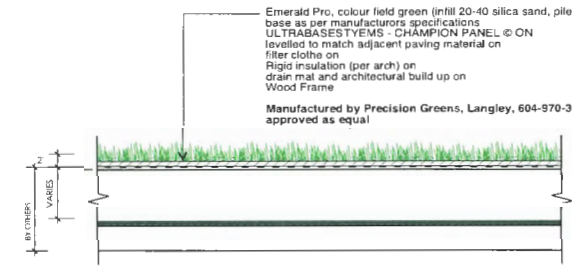 Emerald Pro, colour field green (infill 20-40 silica sand, pile
base as per manufacturors specifications
ULTRABASESTYEMS - CHAMPION PANEL © ON
levelled to match adjacent paving material on
filter clothe on
Rigid insulation (per arch) on
drain mat and architectural build up on
Wood Frame
Manufactured by Precision Greens, Langley, 604-970-3
approved as equal
2"
VARIES
BY OTHERS